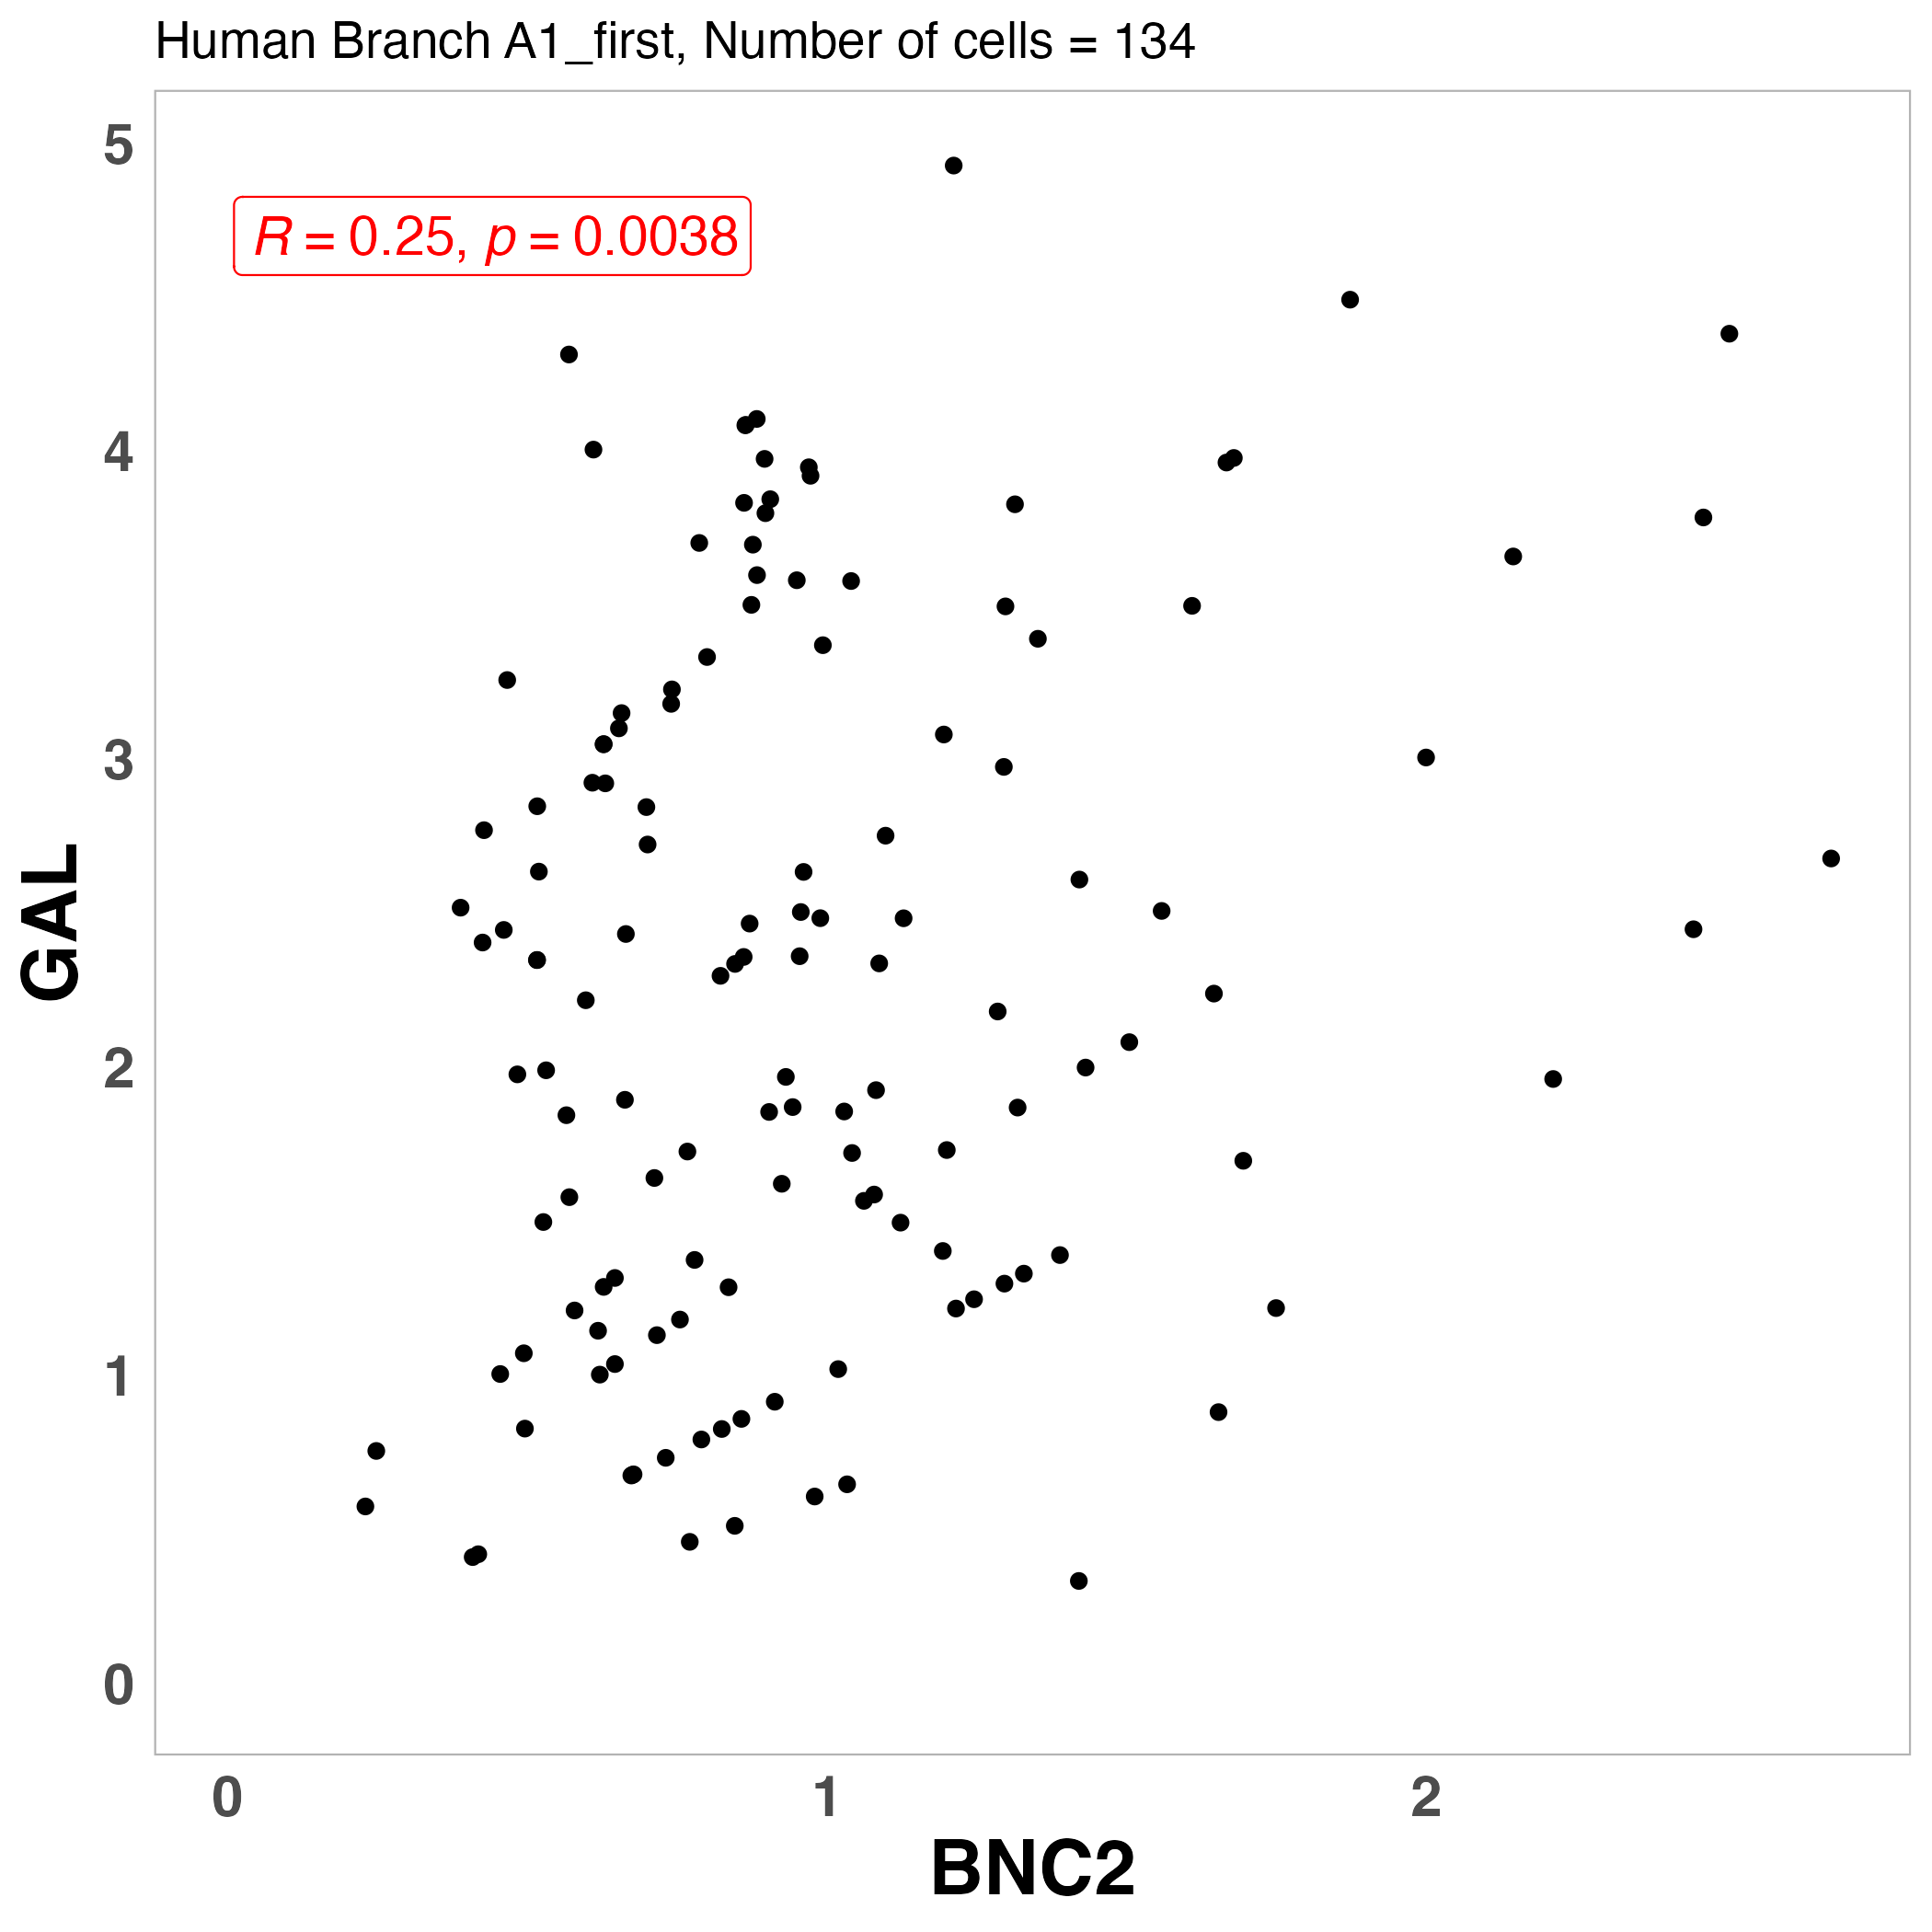 Human Branch A1_first, Number of cells = 134
R = 0.25, p = 0.0038
5
4
3
2
1
0
GAL
0 1 2
BNC2